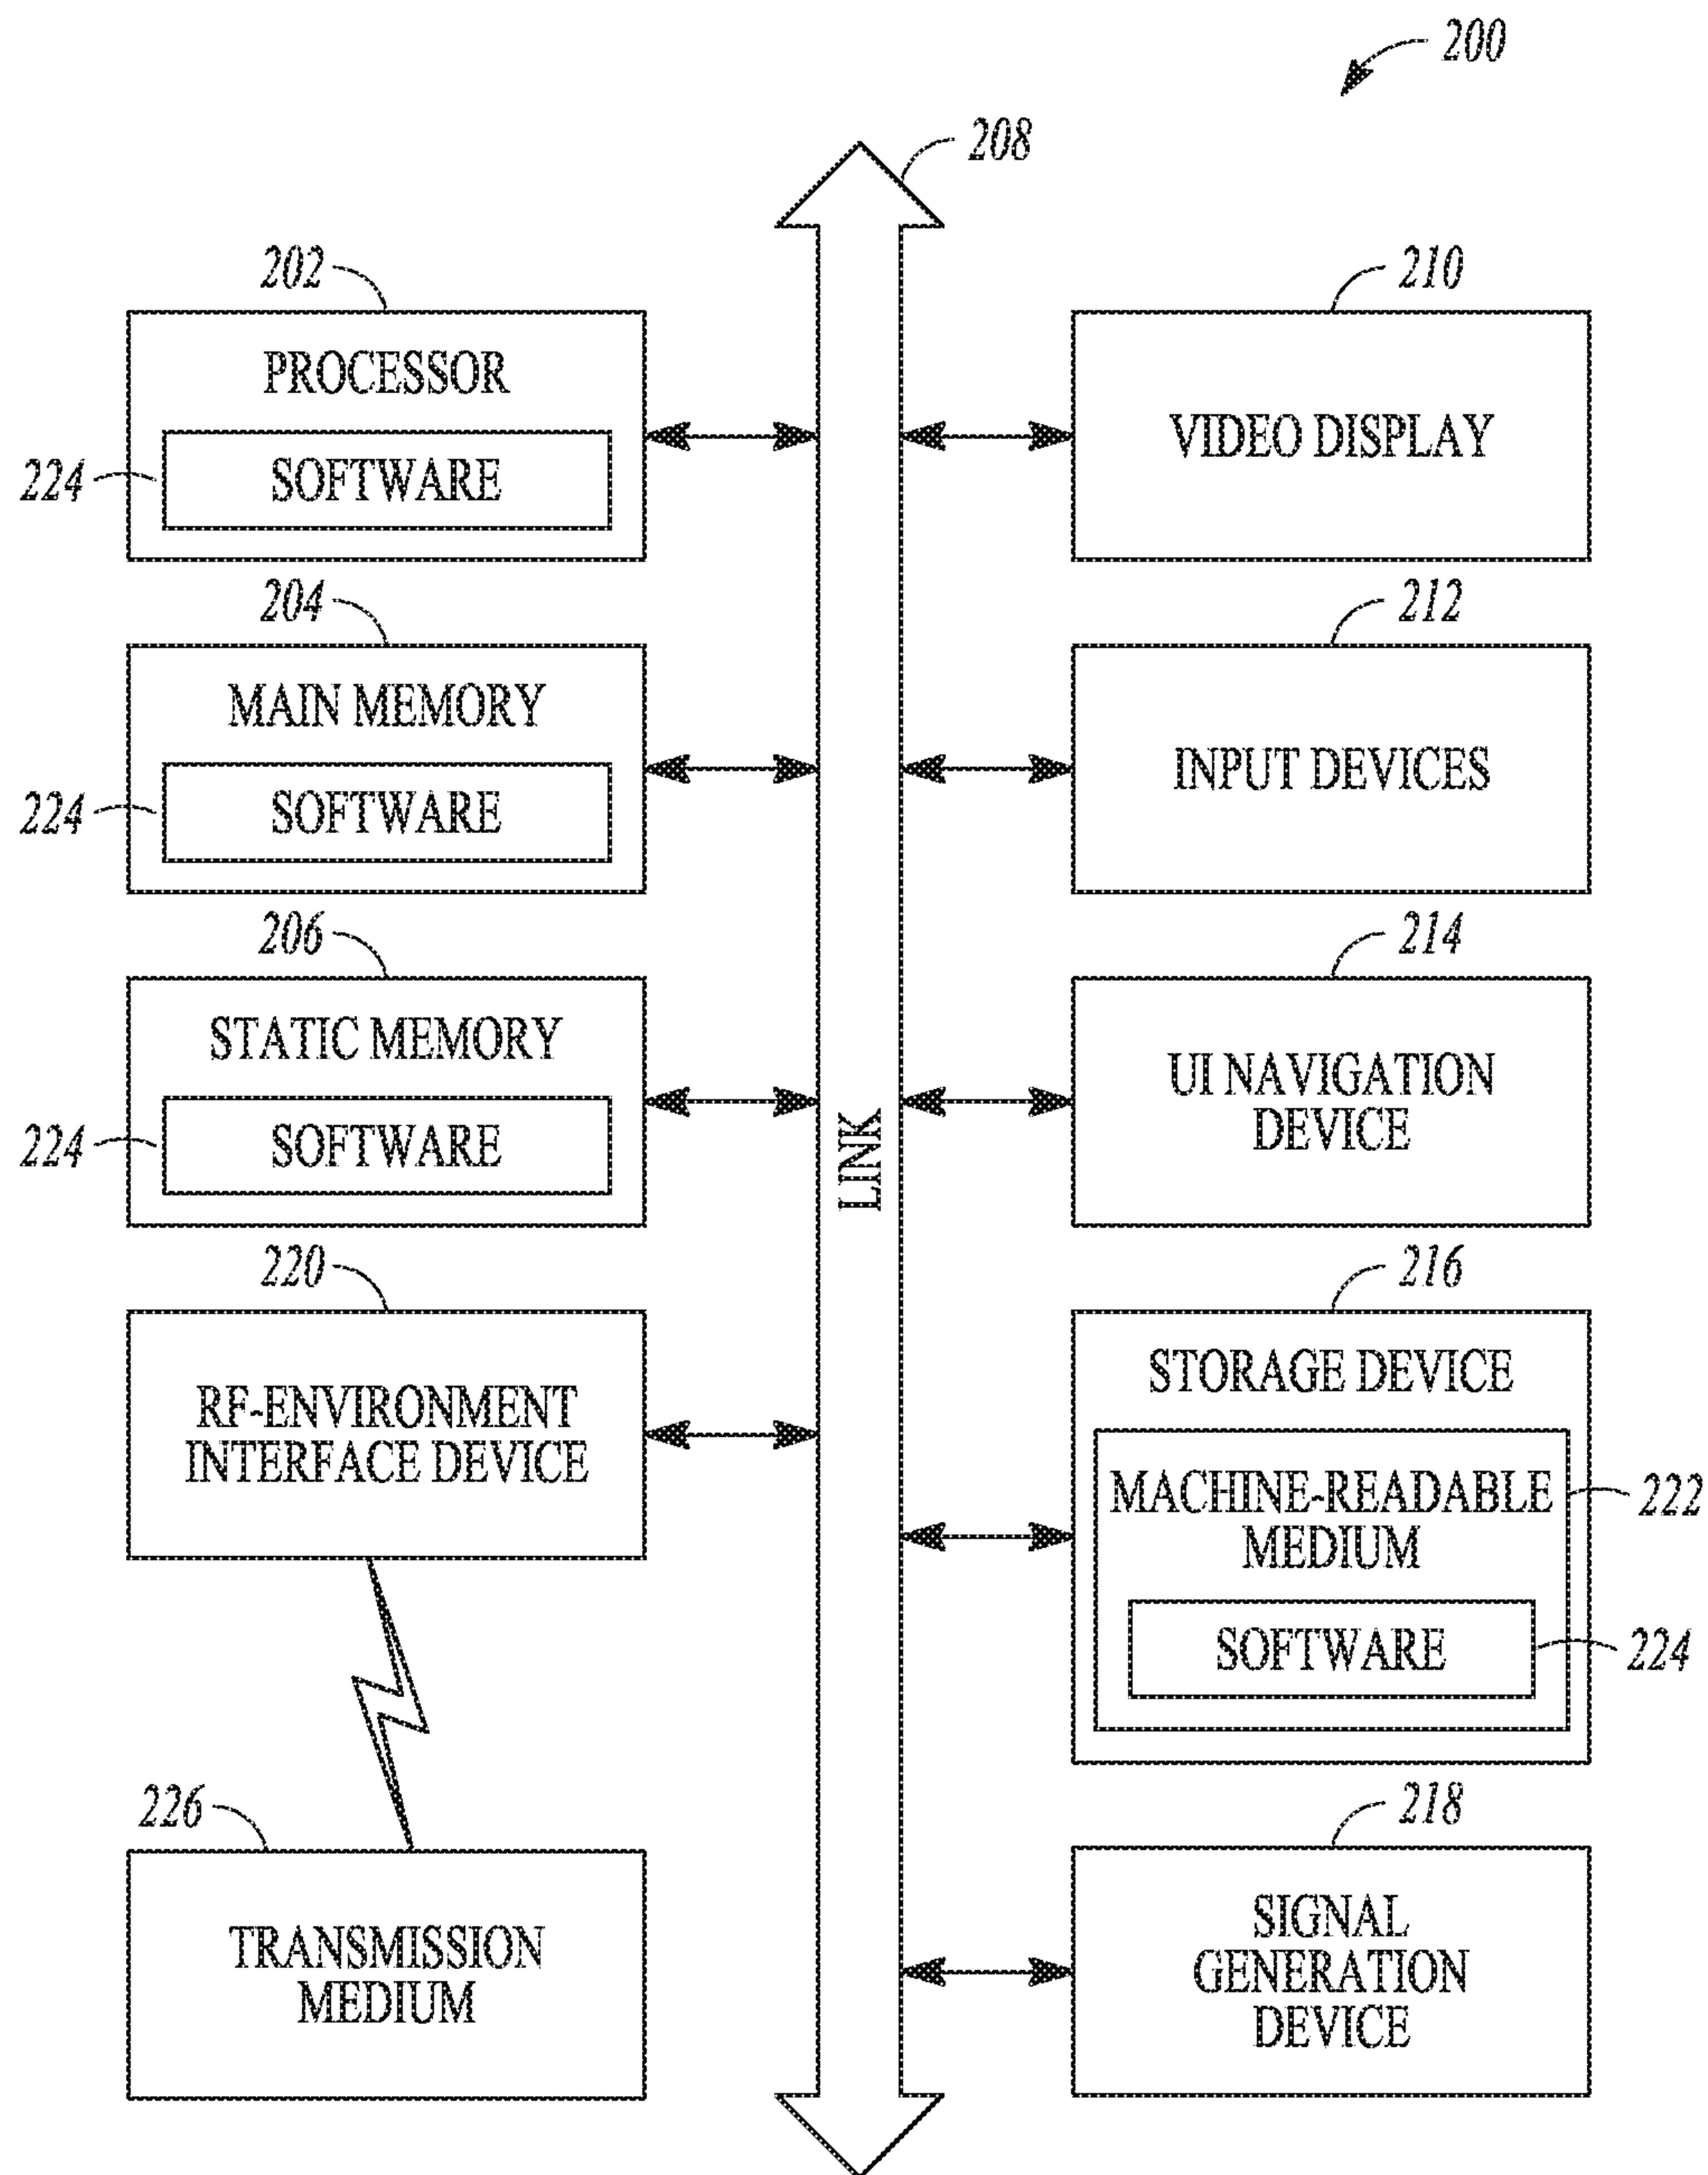 200
208
202
PROCESSOR
224
SOFTWARE
204
MAIN MEMORY
224
SOFTWARE
206
STATIC MEMORY
224
SOFTWARE
220
RF-ENVIRONMENT
INTERFACE DEVICE
226
TRANSMISSION
MEDIUM
LINK
210
VIDEO DISPLAY
212
INPUT DEVICES
214
UI NAVIGATION
DEVICE
216
STORAGE DEVICE
MACHINE-READABLE
MEDIUM
222
SOFTWARE
224
218
SIGNAL
GENERATION
DEVICE